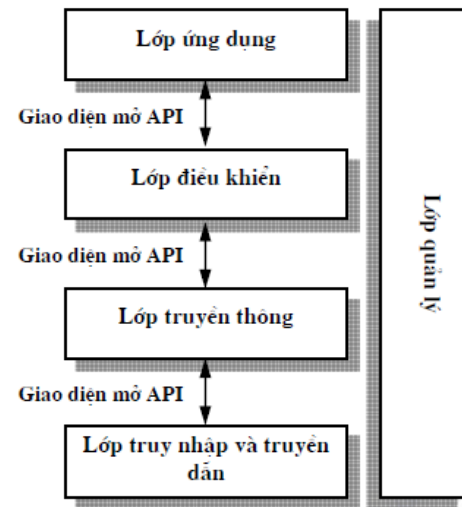 Lớp ứng dụng
Giao diện mở API
Lớp điều khiển
Giao diện mở API
Lớp truyền thông
Giao diện mở API
Lớp truy nhập và truyền
dẫn
Lớp quản lý